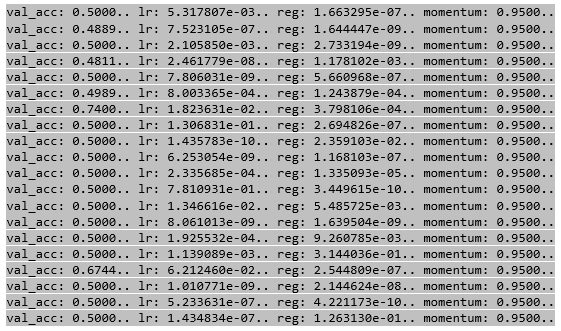 val_acc: 0.5000.. lr: 5.317807e-03.. reg: 1.663295e-07.. momentum: 0.9500..
val_acc: 0.4889.. lr: 7.523105e-07.. reg: 1.644447e-09.. momentum: 0.9500..
val_acc: 0.5000.. lr: 2.105850e-03.. reg: 2.733194e-09.. momentum: 0.9500..
val_acc: 0.4811.. lr: 2.461779e-08.. reg: 1.178102e-03.. momentum: 0.9500..
val_acc: 0.5000.. lr: 7.806031e-09.. reg: 5.660968e-07.. momentum: 0.9500..
val_acc: 0.4989.. lr: 8.003365e-04.. reg: 1.243879e-04.. momentum: 0.9500..
val_acc: 0.7400.. lr: 1.823631e-02.. reg: 3.798106e-04.. momentum: 0.9500..
val_acc: 0.5000.. lr: 1.306831e-01.. reg: 2.694826e-07.. momentum: 0.9500..
val_acc: 0.5000.. lr: 1.435783e-10.. reg: 2.359103e-02.. momentum: 0.9500..
val_acc: 0.5000.. lr: 6.253054e-09.. reg: 1.168103e-07.. momentum: 0.9500..
val_acc: 0.5000.. lr: 2.335685e-04.. reg: 1.335093e-05.. momentum: 0.9500..
val_acc: 0.5000.. lr: 7.810931e-01.. reg: 3.449615e-10.. momentum: 0.9500..
val_acc: 0.5000.. lr: 1.346616e-02.. reg: 5.485725e-03.. momentum: 0.9500..
val_acc: 0.5000.. lr: 8.061013e-09.. reg: 1.639504e-09.. momentum: 0.9500..
val_acc: 0.5000.. lr: 1.925532e-04.. reg: 9.260785e-03.. momentum: 0.9500..
val_acc: 0.5000.. lr: 1.139089e-03.. reg: 3.144036e-01.. momentum: 0.9500..
val_acc: 0.6744.. lr: 6.212460e-02.. reg: 2.544809e-07.. momentum: 0.9500..
val_acc: 0.5000.. lr: 1.010771e-09.. reg: 2.144624e-08.. momentum: 0.9500..
val_acc: 0.5000.. lr: 5.233631e-07.. reg: 4.221173e-10.. momentum: 0.9500..
val_acc: 0.5000.. lr: 1.434834e-07.. reg: 1.263130e-01.. momentum: 0.9500..